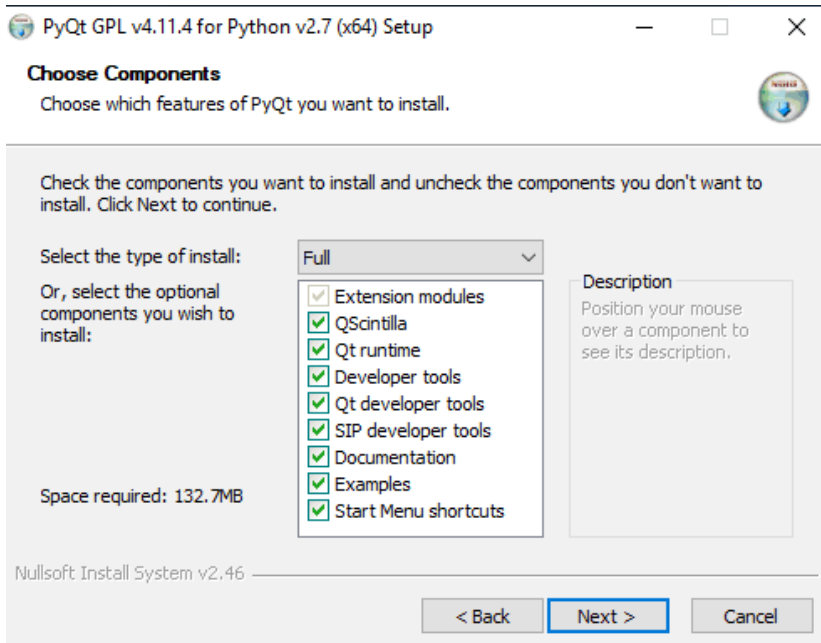 PyQt GPL v4.11.4 for Python v2.7 (x64) Setup
Choose Components
Choose which features of PyQt you want to install.
Check the components you want to install and uncheck the components you don't want to
install. Click Next to continue.
Select the type of install:
Full
Or, select the optional
components you wish to
install:
Extension modules
QScintilla
Qt runtime
Developer tools
Qt developer tools
SIP developer tools
Documentation
Examples
Start Menu shortcuts
Description
Position your mouse
over a component to
see its description.
Space required: 132.7MB
Nullsoft Install System v2.46
< Back
Next >
Cancel